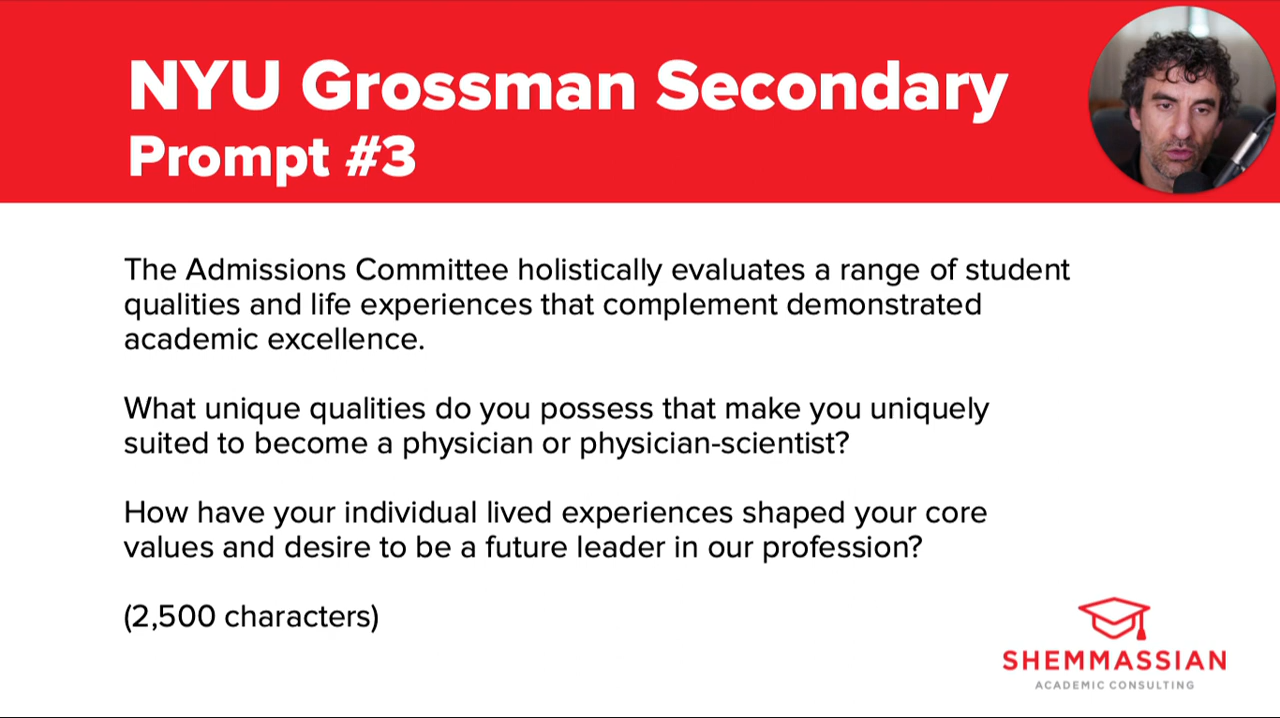 NYU Grossman Secondary
Prompt #3
The Admissions Committee holistically evaluates a range of student
qualities and life experiences that complement demonstrated
academic excellence.
What unique qualities do you possess that make you uniquely
suited to become a physician or physician-scientist?
How have your individual lived experiences shaped your core
values and desire to be a future leader in our profession?
(2,500 characters)
SHEMMASSIAN
ACADEMIC CONSULTING